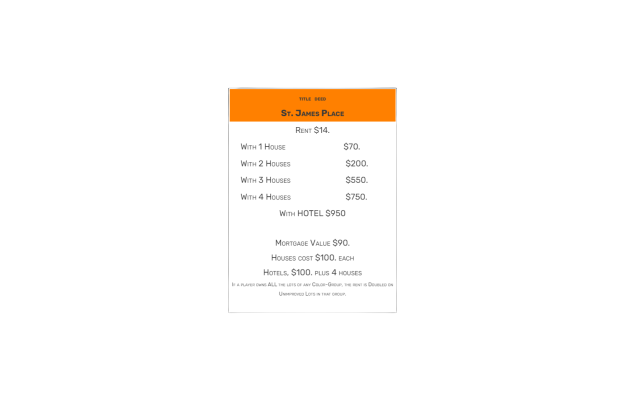 TITLE DEED
ST. JAMES PLACE
RENT $14.
WITH 1 HOUSE $70.
WITH 2 HOUSES $200.
WITH 3 HOUSES $550.
WITH 4 HOUSES $750.
WITH HOTEL $950
MORTGAGE VALUE $90.
HOUSES COST $100. EACH
HOTELS, $100. PLUS 4 HOUSES
IF A PLAYER OWNS ALL THE LOTS OF ANY COLOR-GROUP, THE RENT IS DOUBLED ON
UNIMPROVED LOTS IN THAT GROUP.